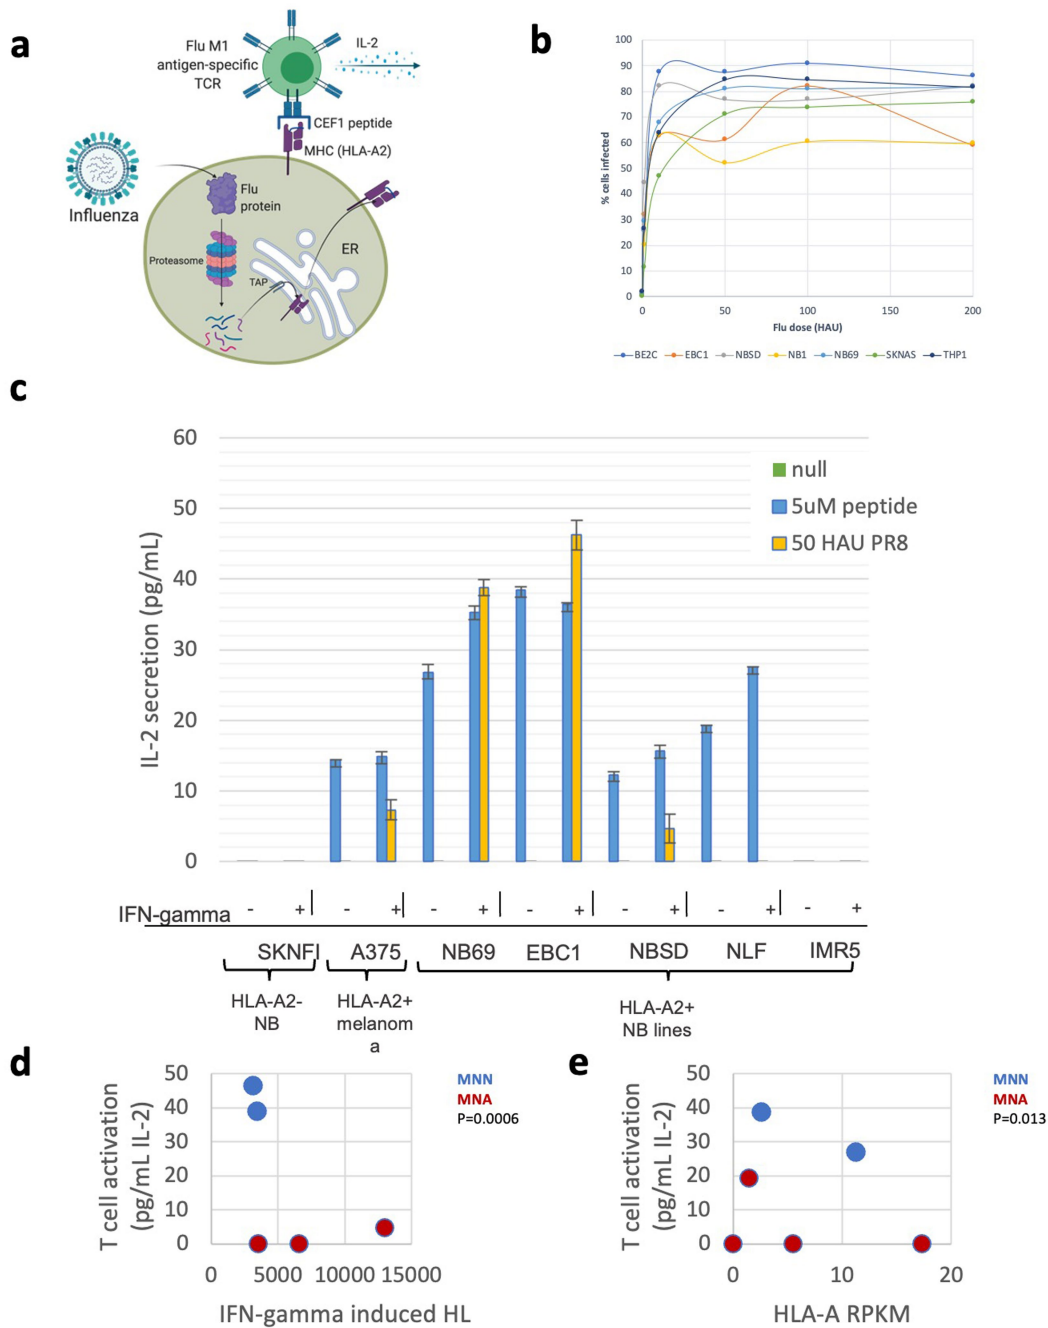 a
Flu M1
antigen-specific
TCR
IL-2
CEF1 peptide
MHC (HLA-A2)
Influenza
Flu
protein
Proteasome
TAP
ER
b
100
90
80
70
60
50
40
30
20
10
0
% cells infected
0 50 100 150 200
Flu dose (HAU)
BE2C EBC1 NBSD NB1 NB69 SKNAS THP1
c
60
50
40
30
20
10
0
IL-2 secretion (pg/mL)
null
5uM peptide
50 HAU PR8
IFN-gamma - + - + - + - + - + - + - +
SKNFI A375 NB69 EBC1 NBSD NLF IMR5
HLA-A2-
NB
HLA-A2+
melanom
a
HLA-A2+
NB lines
d
50
40
30
20
10
0
T cell activation
(pg/mL IL-2)
0 5000 10000 15000
IFN-gamma induced HL
MNN
MNA
P=0.0006
e
50
40
30
20
10
0
T cell activation
(pg/mL IL-2)
0 10 20
HLA-A RPKM
MNN
MNA
P=0.013